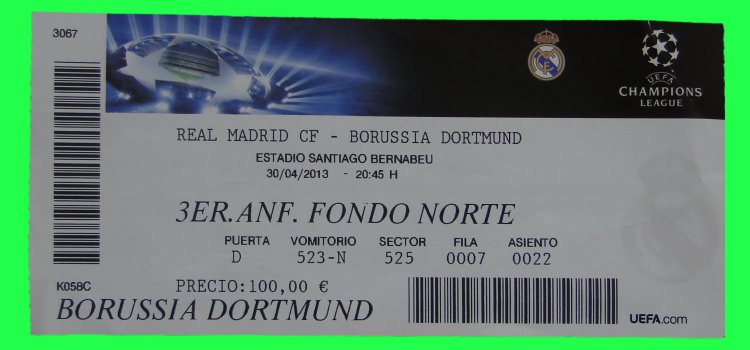 3067
UEFA
CHAMPIONS
LEAGUE
REAL MADRID CF - BORUSSIA DORTMUND
ESTADIO SANTIAGO BERNABEU
30/04/2013 - 20:45 H
3ER.ANF. FONDO NORTE
PUERTA VOMITORIO SECTOR FILA ASIENTO
D 523-N 525 0007 0022
K058C PRECIO:100,00 €
BORUSSIA DORTMUND
UEFA.com